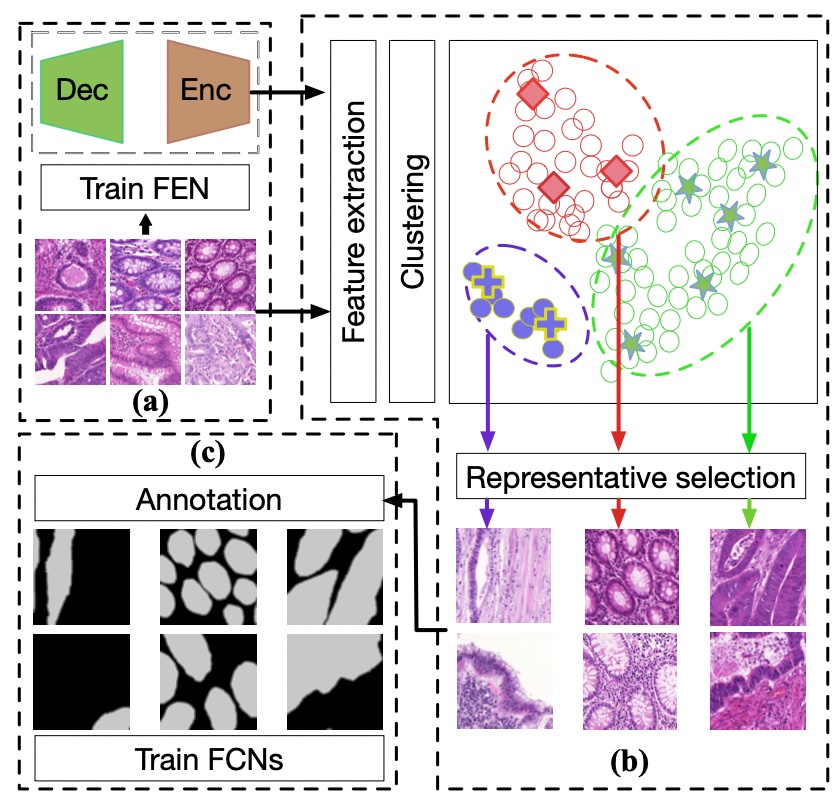 Dec
Enc
Train FEN
(a)
Feature extraction
Clustering
Representative selection
(b)
(c)
Annotation
Train FCNs